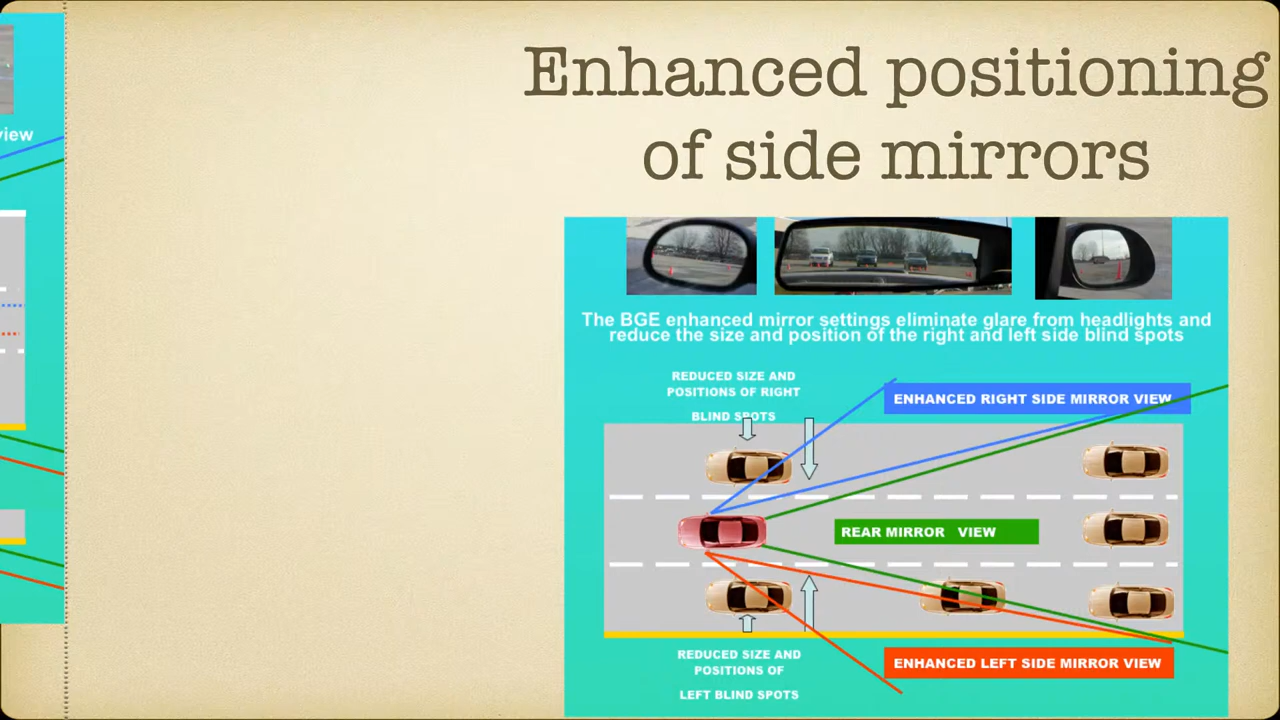 Enhanced positioning
of side mirrors
view
The BGE enhanced mirror settings eliminate glare from headlights and
reduce the size and position of the right and left side blind spots
REDUCED SIZE AND
POSITIONS OF RIGHT
BLIND SPOTS
ENHANCED RIGHT SIDE MIRROR VIEW
REAR MIRROR VIEW
REDUCED SIZE AND
POSITIONS OF
LEFT BLIND SPOTS
ENHANCED LEFT SIDE MIRROR VIEW